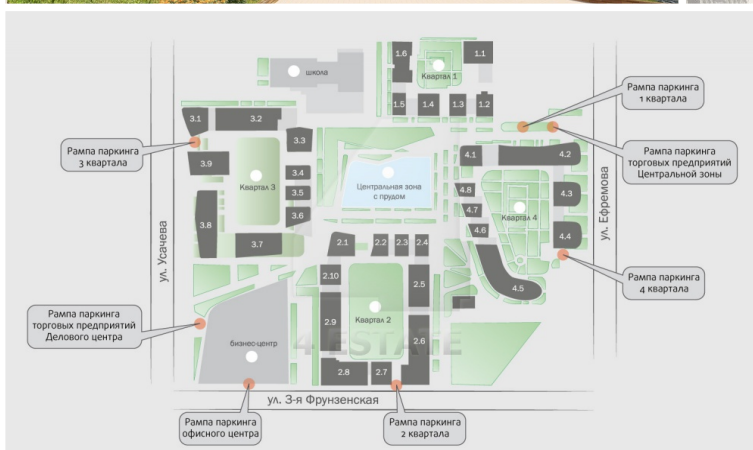 1.6
1.1
Квартал 1
школа
1.5
1.4
1.3
1.2
Рампа паркинга
1 квартала
3.1
3.2
3.3
Рампа паркинга
3 квартала
3.9
4.1
4.2
Рампа паркинга
торговых предприятий
Центральной зоны
3.4
Квартал 3
3.5
3.6
Центральная зона
с прудом
4.8
4.7
4.6
4.3
Квартал 4
4.4
3.8
3.7
ул. Усачева
ул. Ефремова
2.1
2.2
2.3
2.4
2.10
2.5
4.5
Рампа паркинга
4 квартала
Рампа паркинга
торговых предприятий
Делового центра
2.9
Квартал 2
2.6
бизнес-центр
4 ESTATE
2.8
2.7
ул. 3-я Фрунзенская
Рампа паркинга
офисного центра
Рампа паркинга
2 квартала